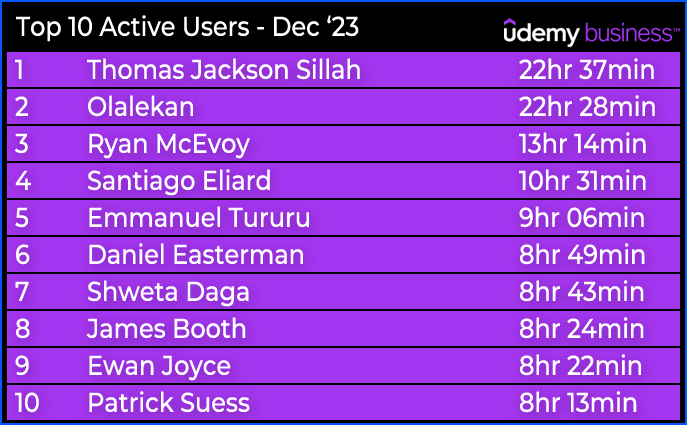 Top 10 Active Users - Dec ‘23 ûdemy business™
1 Thomas Jackson Sillah 22hr 37min
2 Olalekan 22hr 28min
3 Ryan McEvoy 13hr 14min
4 Santiago Eliard 10hr 31min
5 Emmanuel Tururu 9hr 06min
6 Daniel Easterman 8hr 49min
7 Shweta Daga 8hr 43min
8 James Booth 8hr 24min
9 Ewan Joyce 8hr 22min
10 Patrick Suess 8hr 13min